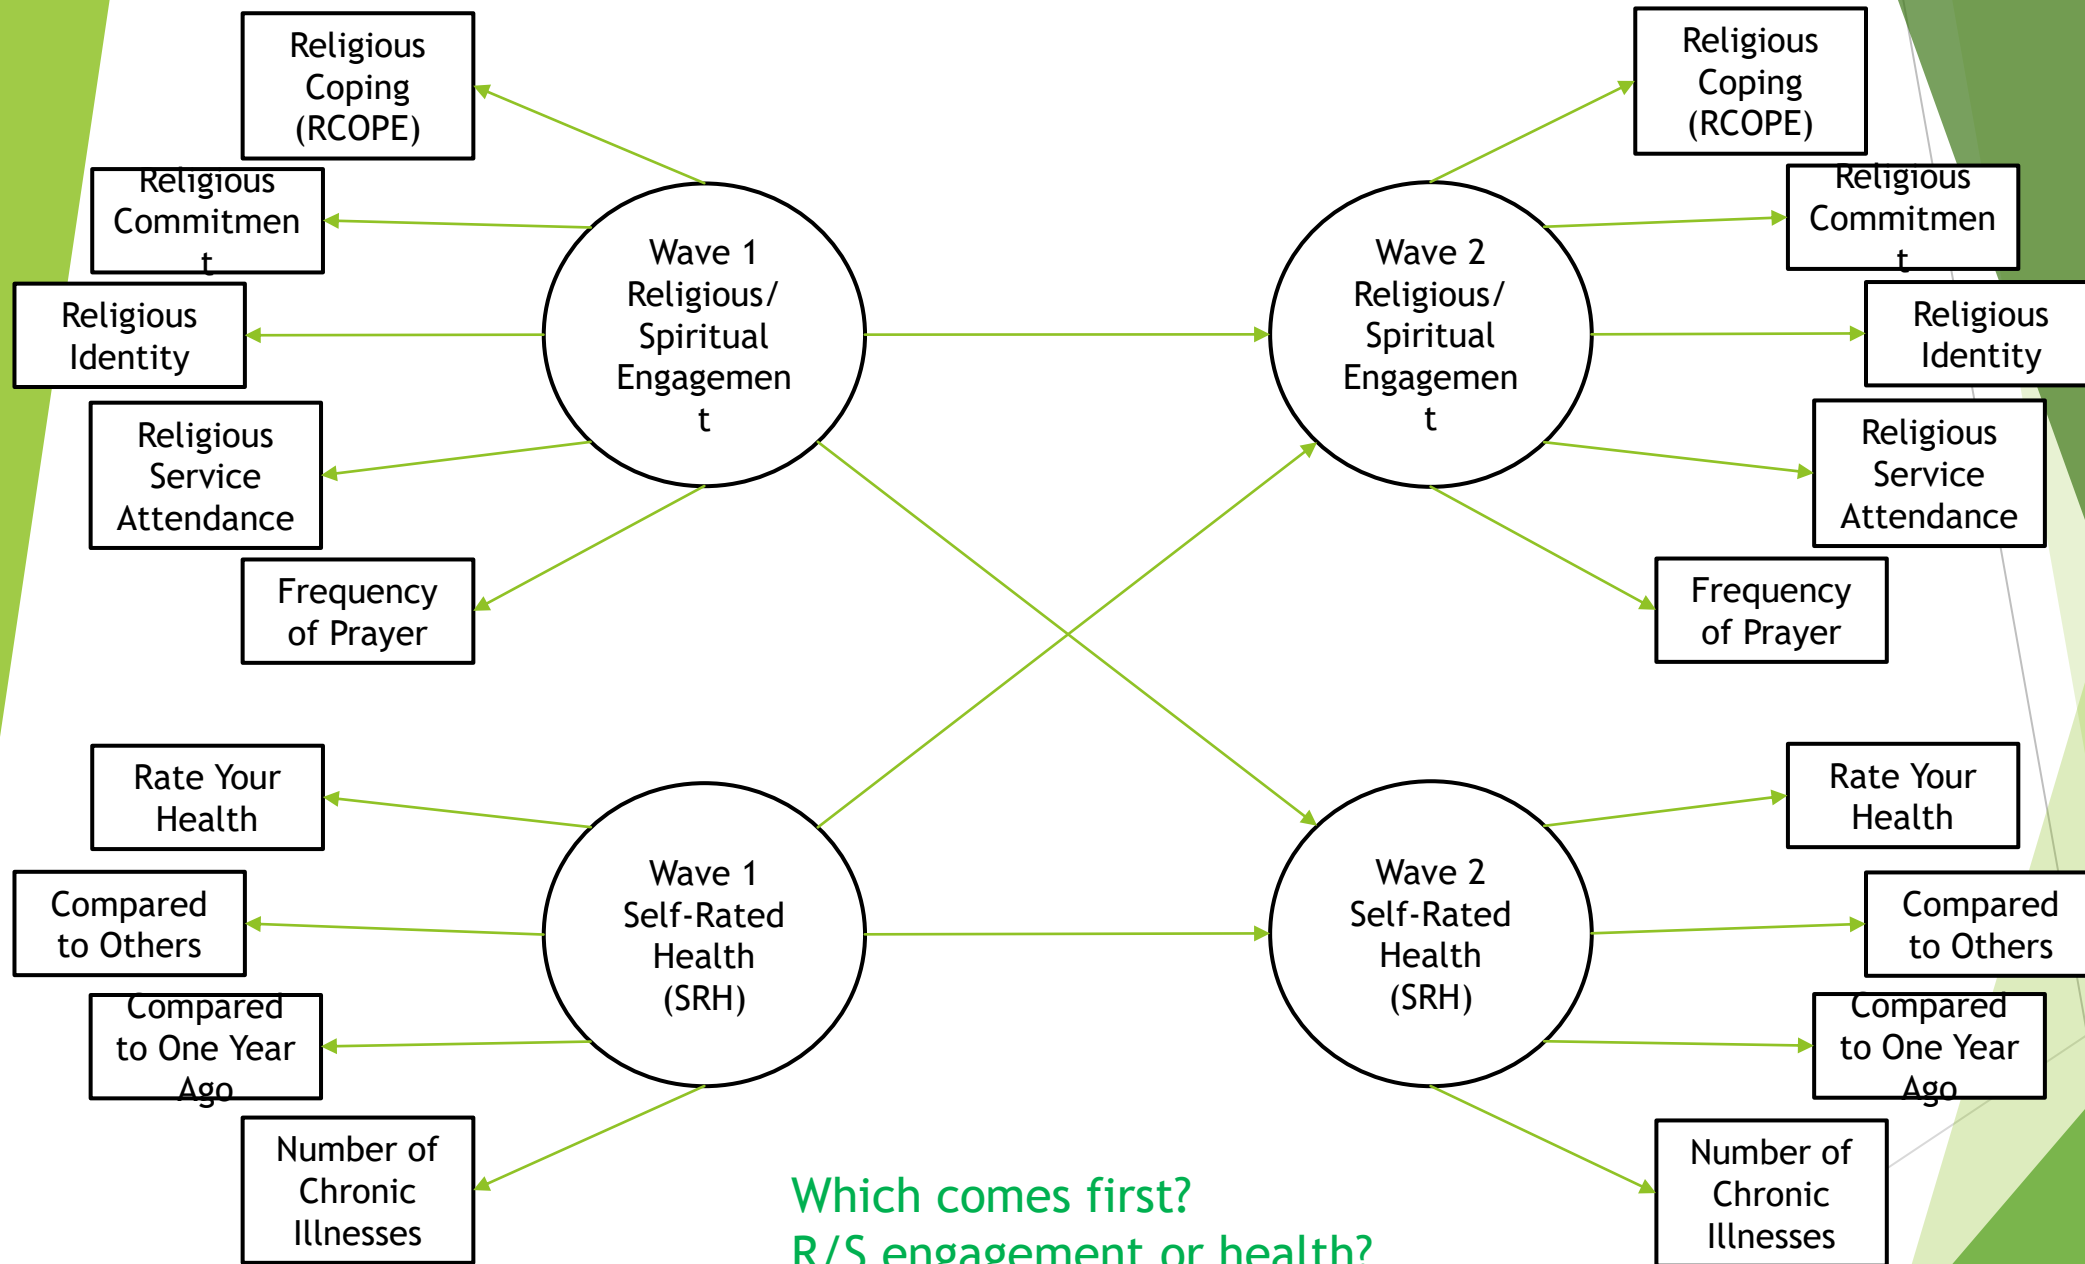 Religious
Coping
(RCOPE)
Religious
Commitmen
t
Religious
Identity
Religious
Service
Attendance
Frequency
of Prayer
Wave 1
Religious/
Spiritual
Engagemen
t
Wave 2
Religious/
Spiritual
Engagemen
t
Religious
Coping
(RCOPE)
Religious
Commitmen
t
Religious
Identity
Religious
Service
Attendance
Frequency
of Prayer
Rate Your
Health
Compared
to Others
Compared
to One Year
Ago
Number of
Chronic
Illnesses
Wave 1
Self-Rated
Health
(SRH)
Wave 2
Self-Rated
Health
(SRH)
Rate Your
Health
Compared
to Others
Compared
to One Year
Ago
Number of
Chronic
Illnesses
Which comes first?
R/S engagement or health?